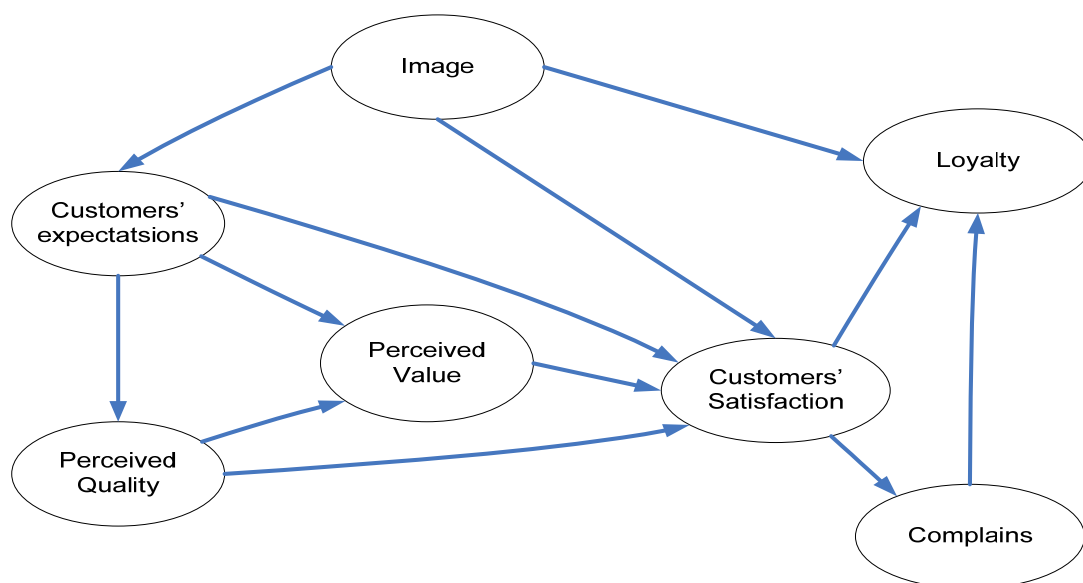 Image
Loyalty
Customers’
expectatsions
Perceived
Value
Customers’
Satisfaction
Perceived
Quality
Complains